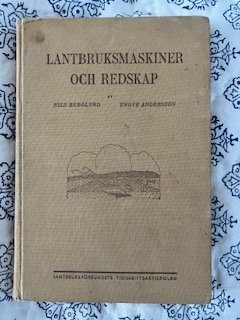 LANTBRUKSMASKINER
OCH REDSKAP
AV
NILS BERGLUND YNGVE ANDERSSON
LANTBRUKSFÖRBUNDETS TIDSKRIFTSAKTIEBOLAG